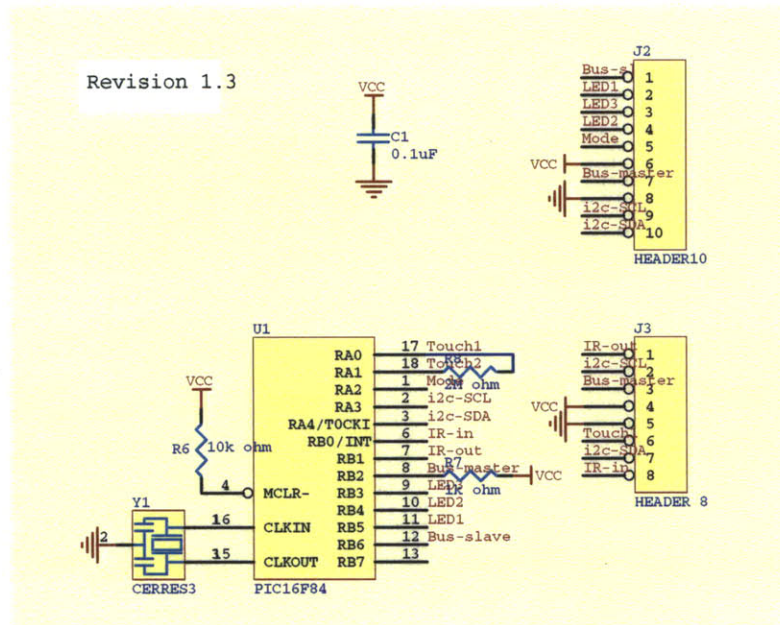 Revision 1.3
VCC
C1
0.1uF
J2
Bus-sl
1
LED1
2
LED3
3
LED2
4
Mode
5
VCC
6
Bus-master
7
8
i2c-SCL
9
i2c-SDA
10
HEADER10
U1
RA0
17
Touch1
RA1
18
Touch2
R8
2M ohm
RA2
1
Mode
RA3
2
i2c-SCL
RA4/T0CKI
3
i2c-SDA
RB0/INT
6
IR-in
RB1
7
IR-out
RB2
8
Bus-master
R7
1k ohm
VCC
RB3
9
LED3
RB4
10
LED2
RB5
11
LED1
RB6
12
Bus-slave
RB7
13
VCC
R6
10k ohm
4
MCLR-
Y1
16
CLKIN
2
15
CLKOUT
CERRES3
PIC16F84
J3
IR-out
1
i2c-SCL
2
Bus-master
3
VCC
4
5
6
i2c-SDA
7
IR-in
8
HEADER 8